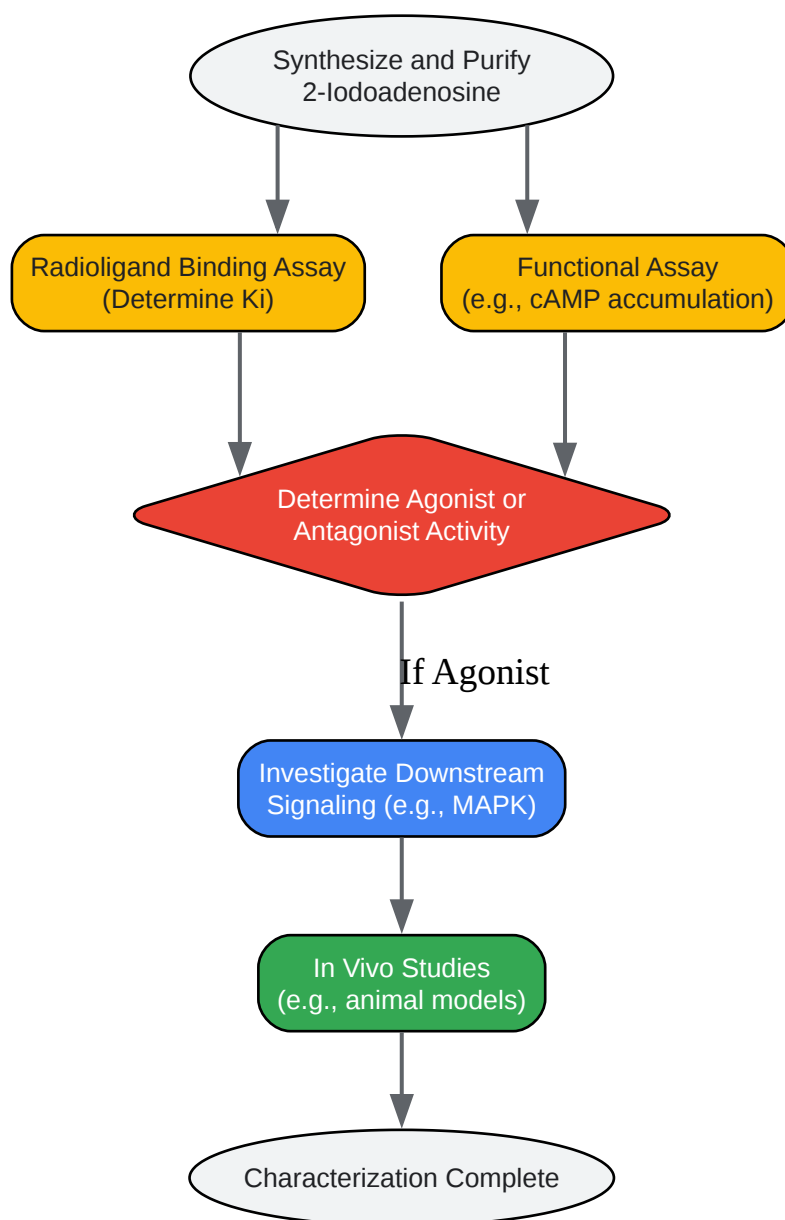 Synthesize and Purify
2-Iodoadenosine
Radioligand Binding Assay
(Determine Ki)
Functional Assay
(e.g., cAMP accumulation)
Determine Agonist or
Antagonist Activity
If Agonist
Investigate Downstream
Signaling (e.g., MAPK)
In Vivo Studies
(e.g., animal models)
Characterization Complete